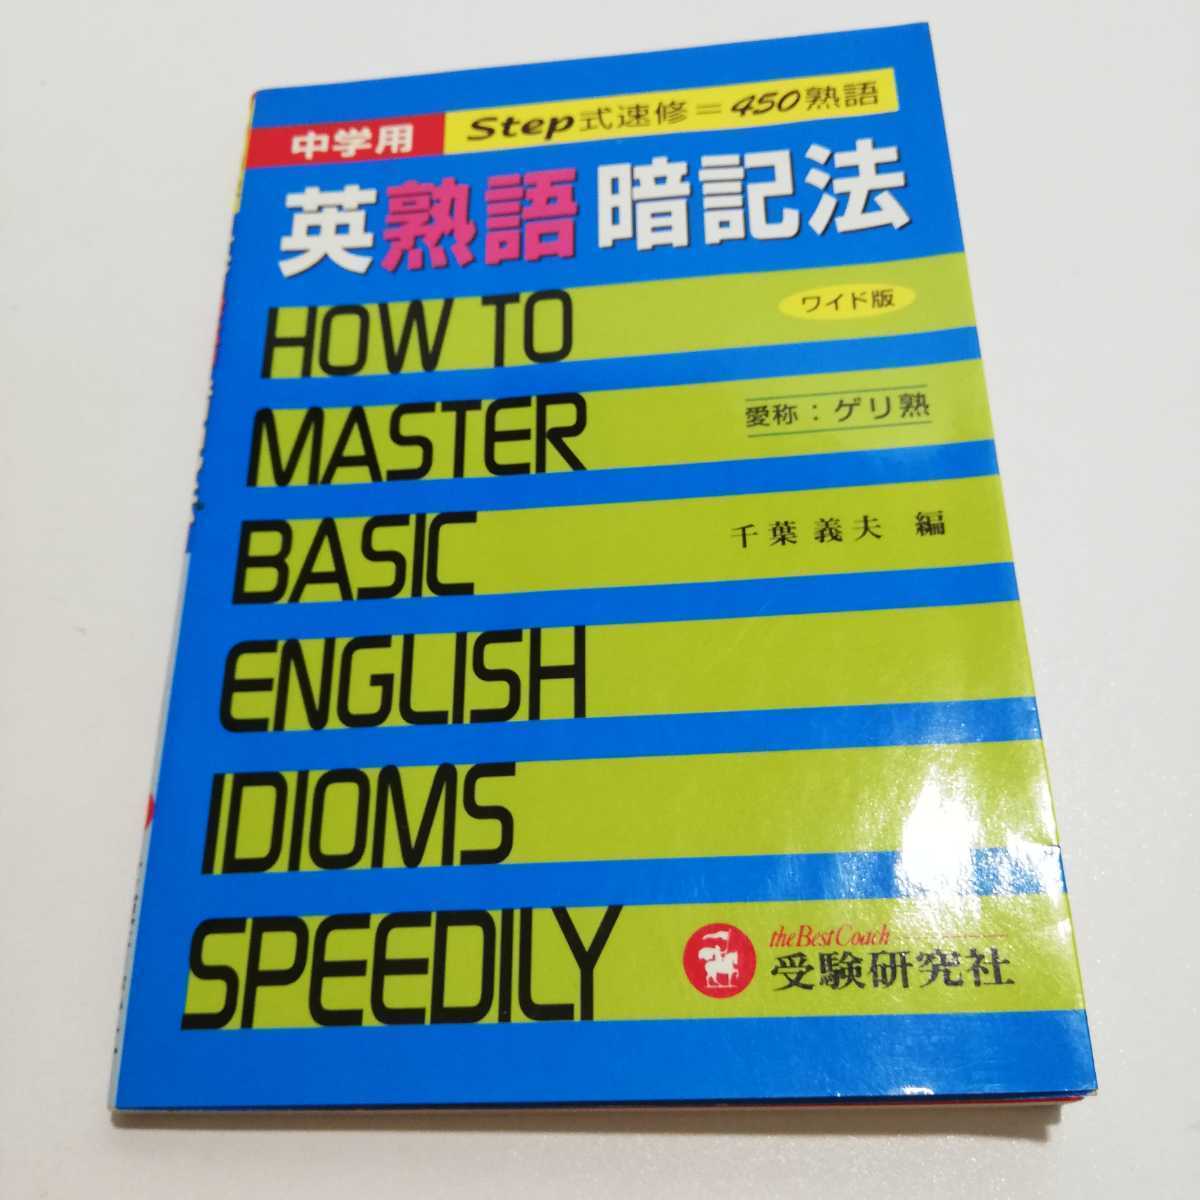 中学用
Step式速修=450熟語
英熟語暗記法
HOW TO
ワイド版
MASTER
愛称:ゲリ熟
BASIC
千葉義夫 編
ENGLISH
IDIOMS
SPEEDILY
the Best Coach
受験研究社